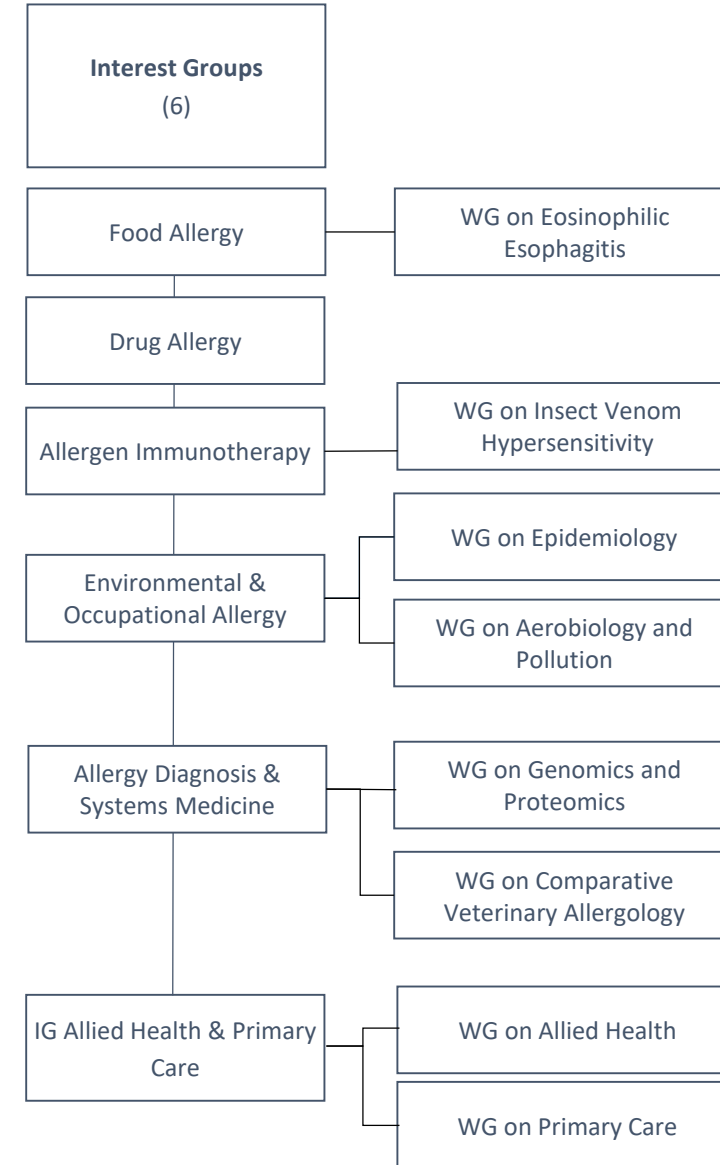 Interest Groups
(6)
Food Allergy
WG on Eosinophilic
Esophagitis
Drug Allergy
Allergen Immunotherapy
WG on Insect Venom
Hypersensitivity
Environmental &
Occupational Allergy
WG on Epidemiology
WG on Aerobiology and
Pollution
Allergy Diagnosis &
Systems Medicine
WG on Genomics and
Proteomics
WG on Comparative
Veterinary Allergology
IG Allied Health & Primary
Care
WG on Allied Health
WG on Primary Care